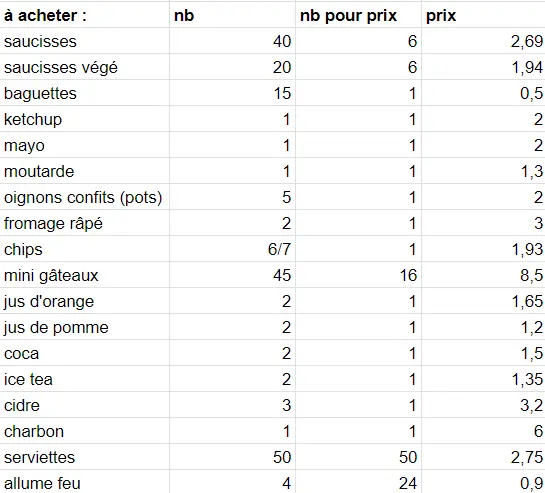 à acheter : nb nb pour prix prix
saucisses 40 6 2,69
saucisses végé 20 6 1,94
baguettes 15 1 0,5
ketchup 1 1 2
mayo 1 1 2
moutarde 1 1 1,3
oignons confits (pots) 5 1 2
fromage râpé 2 1 3
chips 6/7 1 1,93
mini gâteaux 45 16 8,5
jus d'orange 2 1 1,65
jus de pomme 2 1 1,2
coca 2 1 1,5
ice tea 2 1 1,35
cidre 3 1 3,2
charbon 1 1 6
serviettes 50 50 2,75
allume feu 4 24 0,9